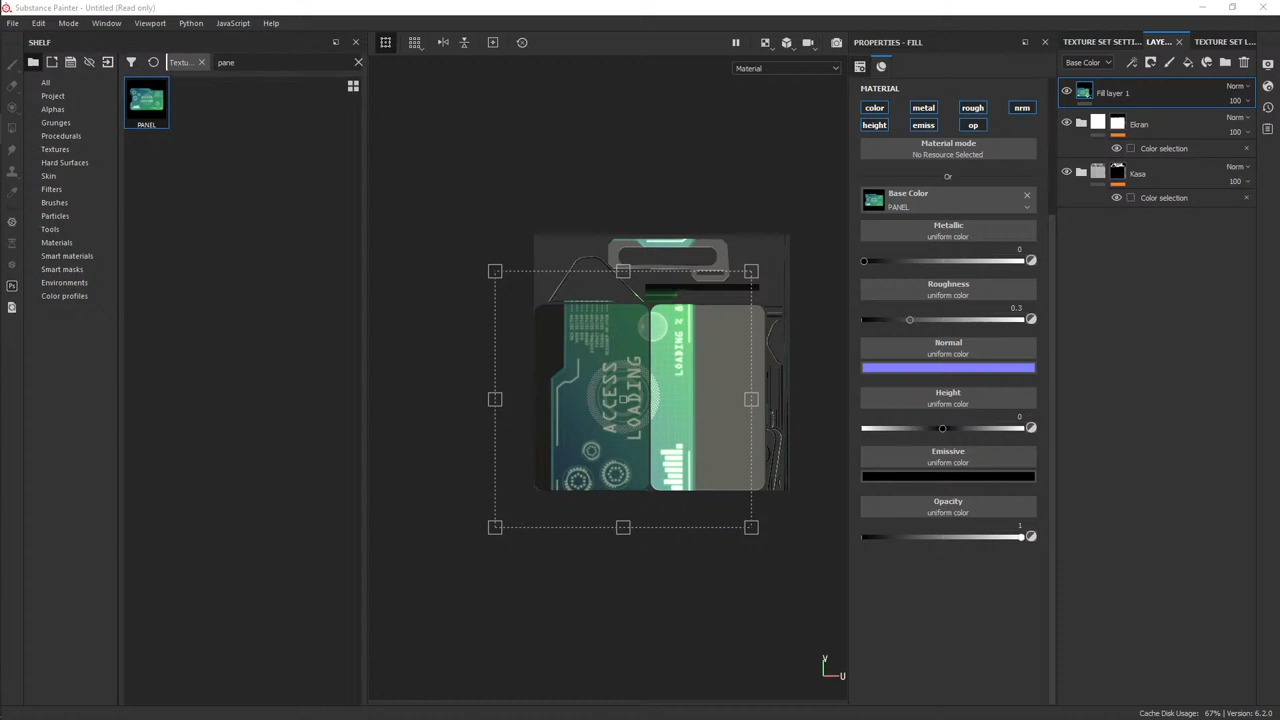 Substance Painter - Untitled (Read only)
File Edit Mode Window Viewport Python JavaScript Help
SHELF
Textu... pane
All
Project
Alphas
Grunges
Procedurals
Textures
Hard Surfaces
Skin
Filters
Brushes
Particles
Tools
Materials
Smart materials
Smart masks
Environments
Color profiles
PANEL
Material
ACCESS
LOADING
LOADING %
V
U
PROPERTIES - FILL
MATERIAL
color metal rough nrm
height emiss op
Material mode
No Resource Selected
Or
Base Color
PANEL
Metallic
uniform color
0
Roughness
uniform color
0.3
Normal
uniform color
Height
uniform color
0
Emissive
uniform color
Opacity
uniform color
1
TEXTURE SET SETTI... LAYE... TEXTURE SET L...
Base Color
Fill layer 1 Norm
100
Ekran Norm
100
Color selection
Kasa Norm
100
Color selection
Ps
Cache Disk Usage: 67% | Version: 6.2.0